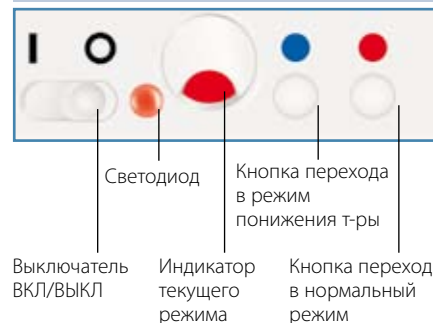 I O
Светодиод
Кнопка перехода
в режим
понижения т-ры
Выключатель
ВКЛ/ВЫКЛ
Индикатор
текущего
режима
Кнопка переход
в нормальный
режим